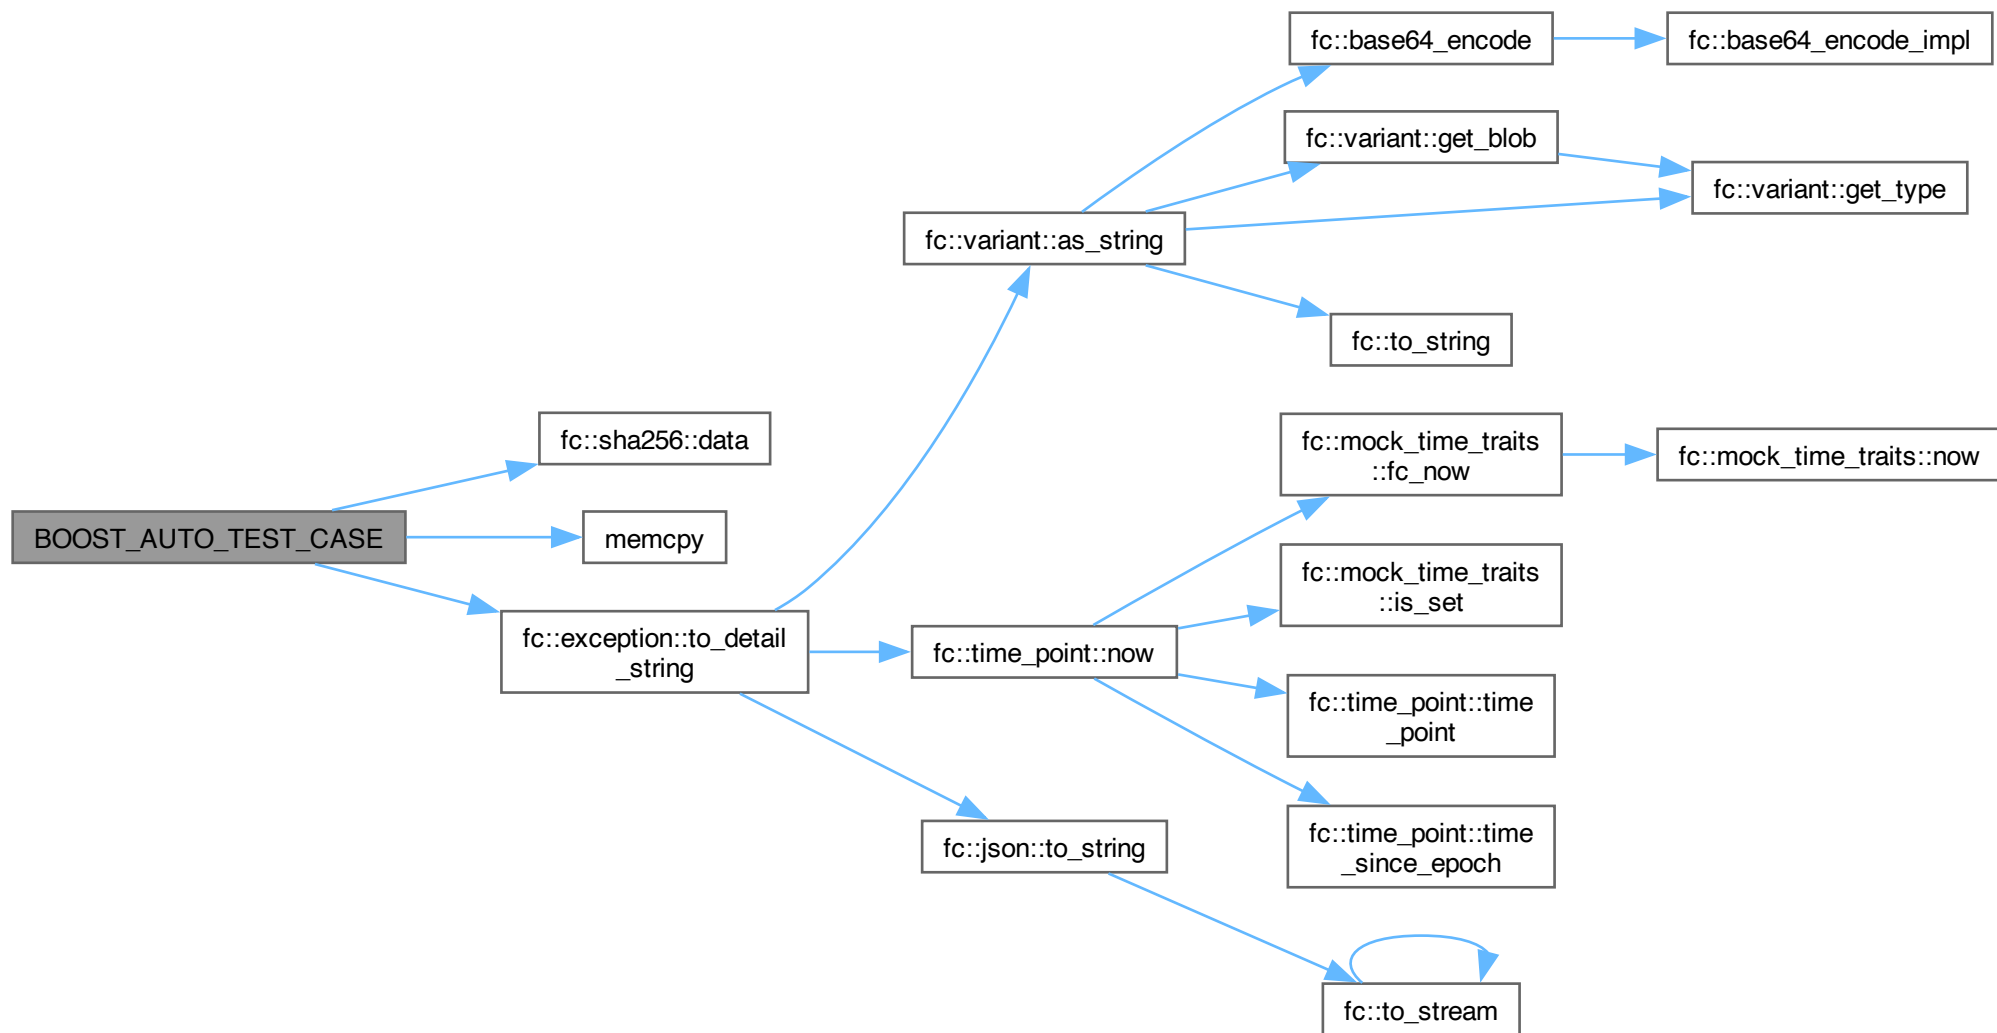 fc::base64_encode
fc::base64_encode_impl
fc::variant::get_blob
fc::variant::get_type
fc::variant::as_string
fc::to_string
fc::sha256::data
fc::mock_time_traits
::fc_now
fc::mock_time_traits::now
BOOST_AUTO_TEST_CASE
memcpy
fc::mock_time_traits
::is_set
fc::exception::to_detail
_string
fc::time_point::now
fc::time_point::time
_point
fc::json::to_string
fc::time_point::time
_since_epoch
fc::to_stream